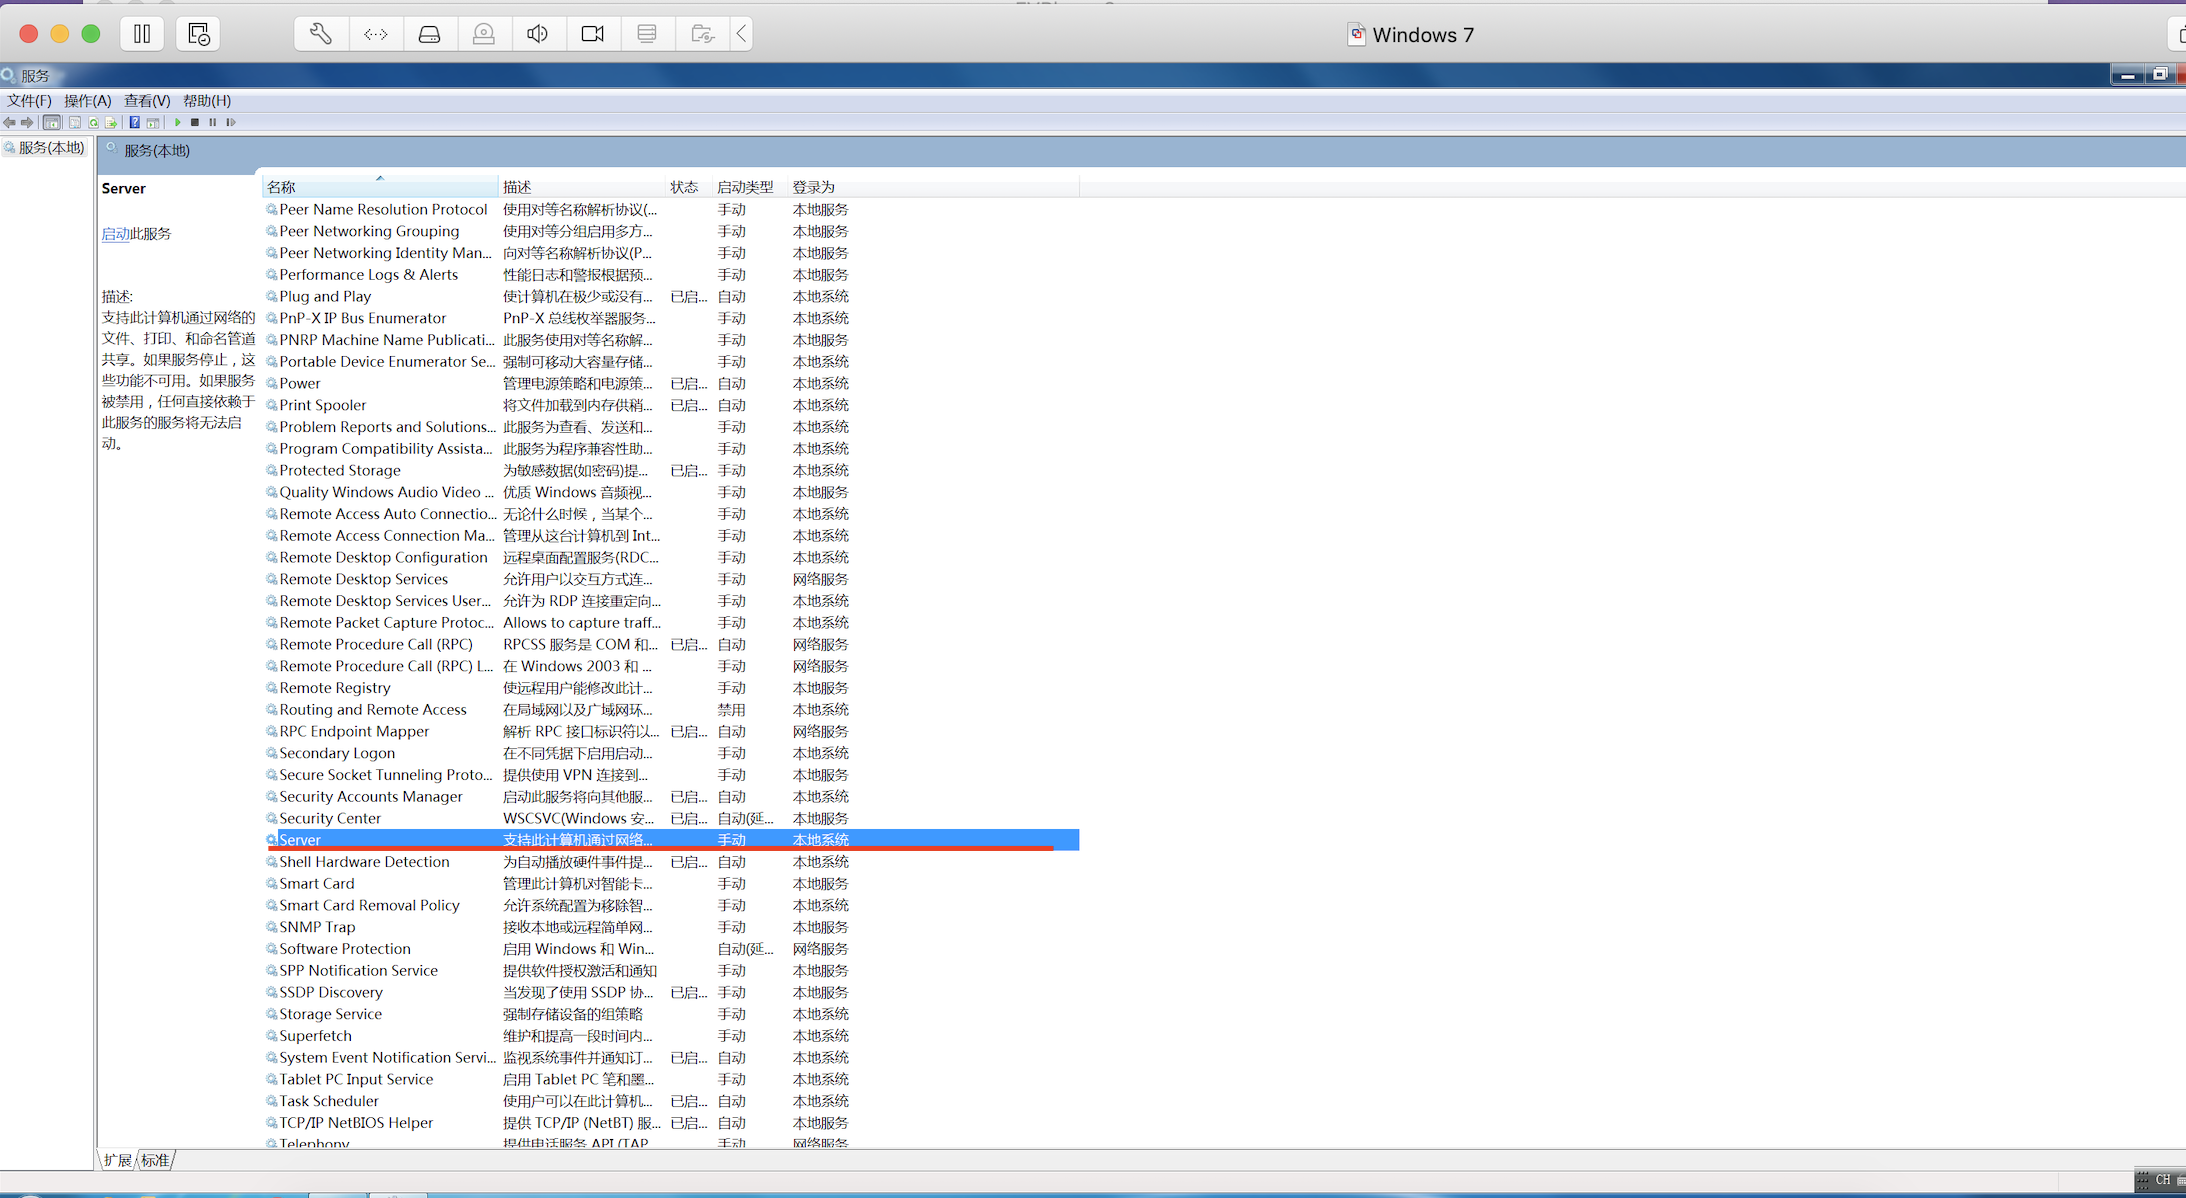 Windows 7
服务
文件(F) 操作(A) 查看(V) 帮助(H)
服务(本地)
服务(本地)
Server
启动此服务
描述:
支持此计算机通过网络的
文件、打印、和命名管道
共享。如果服务停止，这
些功能不可用。如果服务
被禁用，任何直接依赖于
此服务的服务将无法启
动。
名称 描述 状态 启动类型 登录为
Peer Name Resolution Protocol 使用对等名称解析协议(... 手动 本地服务
Peer Networking Grouping 使用对等分组启用多方... 手动 本地服务
Peer Networking Identity Man... 向对等名称解析协议(P... 手动 本地服务
Performance Logs & Alerts 性能日志和警报根据预... 手动 本地服务
Plug and Play 使计算机在极少或没有... 已启... 自动 本地系统
PnP-X IP Bus Enumerator PnP-X 总线枚举器服务... 手动 本地系统
PNRP Machine Name Publicati... 此服务使用对等名称解... 手动 本地服务
Portable Device Enumerator Se... 强制可移动大容量存储... 手动 本地系统
Power 管理电源策略和电源策... 已启... 自动 本地系统
Print Spooler 将文件加载到内存供稍... 已启... 自动 本地系统
Problem Reports and Solutions... 此服务为查看、发送和... 手动 本地系统
Program Compatibility Assista... 此服务为程序兼容性助... 手动 本地系统
Protected Storage 为敏感数据(如密码)提... 已启... 手动 本地系统
Quality Windows Audio Video ... 优质 Windows 音频视... 手动 本地服务
Remote Access Auto Connectio... 无论什么时候，当某个... 手动 本地系统
Remote Access Connection Ma... 管理从这台计算机到 Int... 手动 本地系统
Remote Desktop Configuration 远程桌面配置服务(RDC... 手动 本地系统
Remote Desktop Services 允许用户以交互方式连... 手动 网络服务
Remote Desktop Services User... 允许为 RDP 连接重定向... 手动 本地系统
Remote Packet Capture Protoc... Allows to capture traff... 手动 本地系统
Remote Procedure Call (RPC) RPCSS 服务是 COM 和... 已启... 自动 网络服务
Remote Procedure Call (RPC) L... 在 Windows 2003 和 ... 手动 网络服务
Remote Registry 使远程用户能修改此计... 手动 本地服务
Routing and Remote Access 在局域网以及广域网环... 禁用 本地系统
RPC Endpoint Mapper 解析 RPC 接口标识符以... 已启... 自动 网络服务
Secondary Logon 在不同凭据下启用启动... 手动 本地系统
Secure Socket Tunneling Proto... 提供使用 VPN 连接到... 手动 本地服务
Security Accounts Manager 启动此服务将向其他服... 已启... 自动 本地系统
Security Center WSCSVC(Windows 安... 已启... 自动(延... 本地服务
Server 支持此计算机通过网络... 手动 本地系统
Shell Hardware Detection 为自动播放硬件事件提... 已启... 自动 本地系统
Smart Card 管理此计算机对智能卡... 手动 本地服务
Smart Card Removal Policy 允许系统配置为移除智... 手动 本地系统
SNMP Trap 接收本地或远程简单网... 手动 本地服务
Software Protection 启用 Windows 和 Win... 自动(延... 网络服务
SPP Notification Service 提供软件授权激活和通知 手动 本地服务
SSDP Discovery 当发现了使用 SSDP 协... 已启... 手动 本地服务
Storage Service 强制存储设备的组策略 手动 本地系统
Superfetch 维护和提高一段时间内... 手动 本地系统
System Event Notification Servi... 监视系统事件并通知订... 已启... 自动 本地系统
Tablet PC Input Service 启用 Tablet PC 笔和墨... 手动 本地系统
Task Scheduler 使用户可以在此计算机... 已启... 自动 本地系统
TCP/IP NetBIOS Helper 提供 TCP/IP (NetBT) 服... 已启... 自动 本地服务
Telephony 提供电话服务 API (TAP 手动 网络服务
扩展 标准
CH